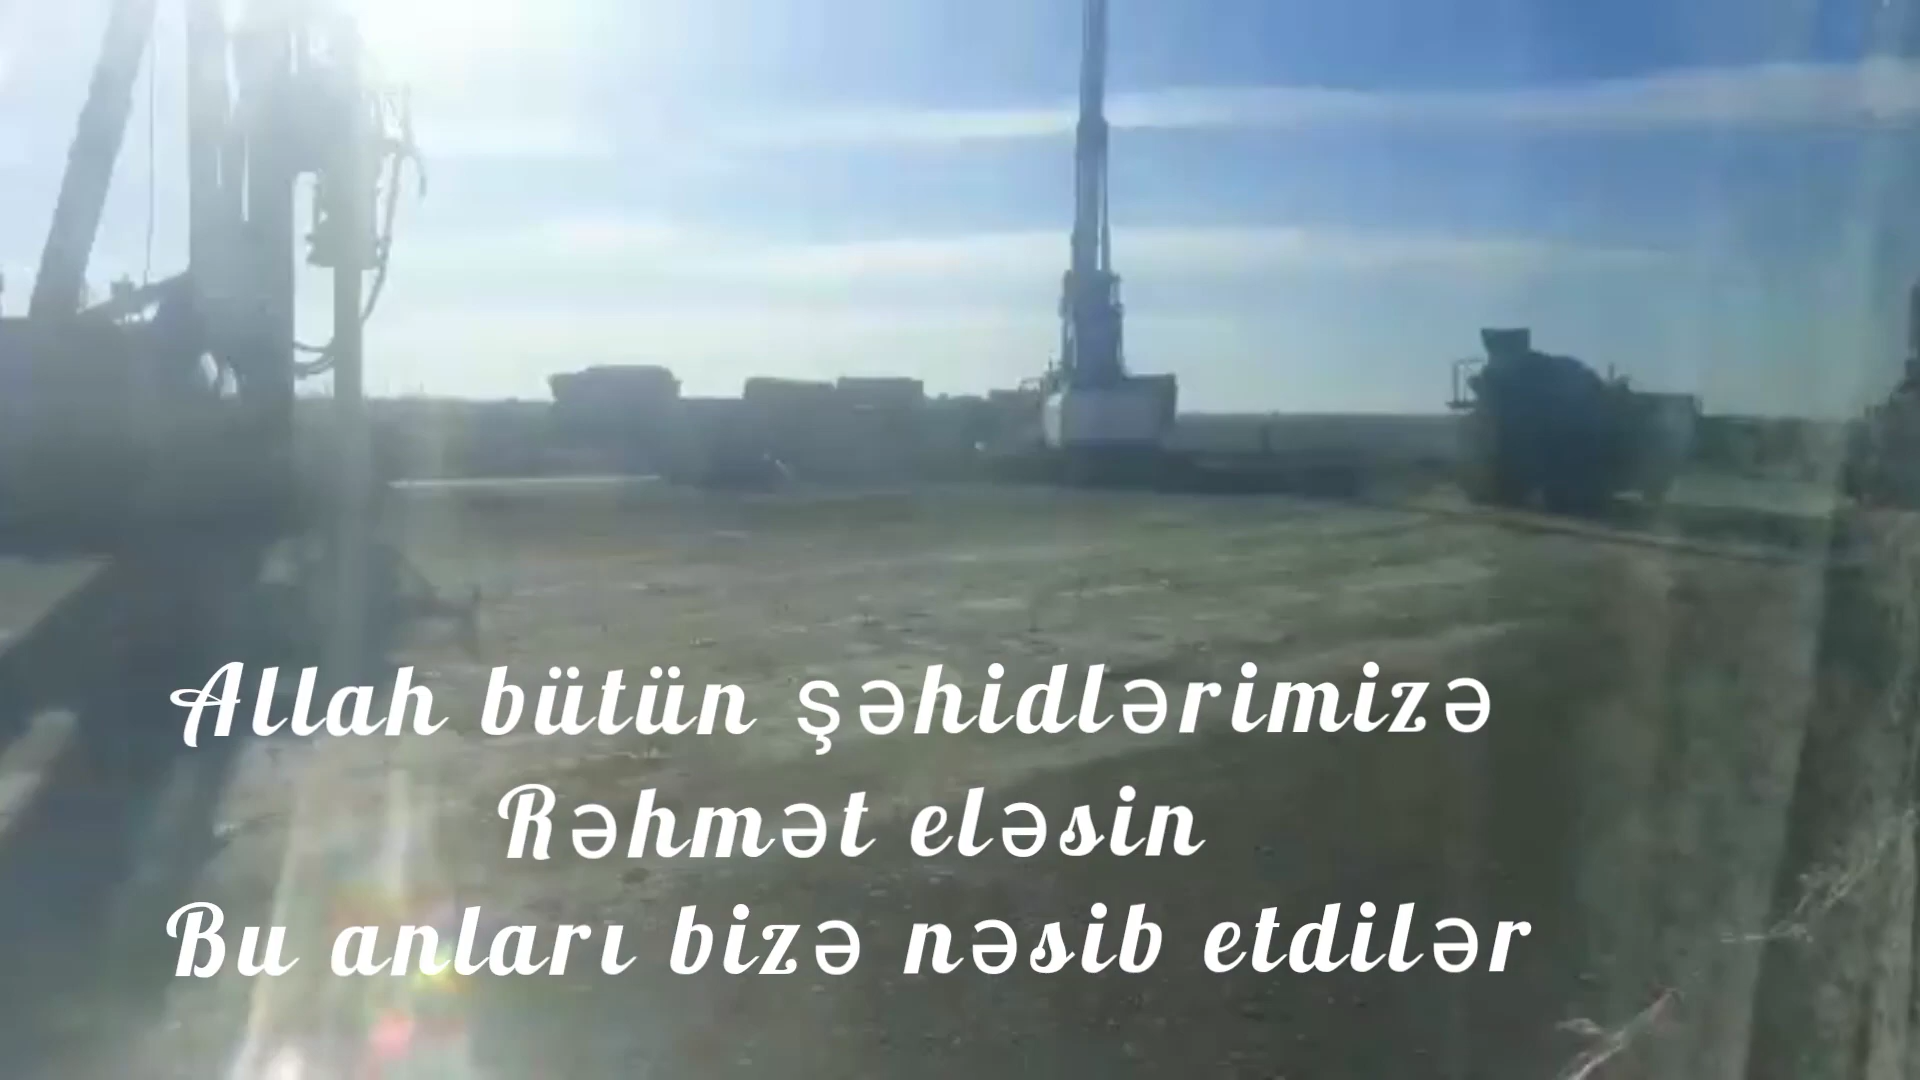 Allah bütün şəhidlərimizə
Rəhmət eləsin
Bu anları bizə nəsib etdilər